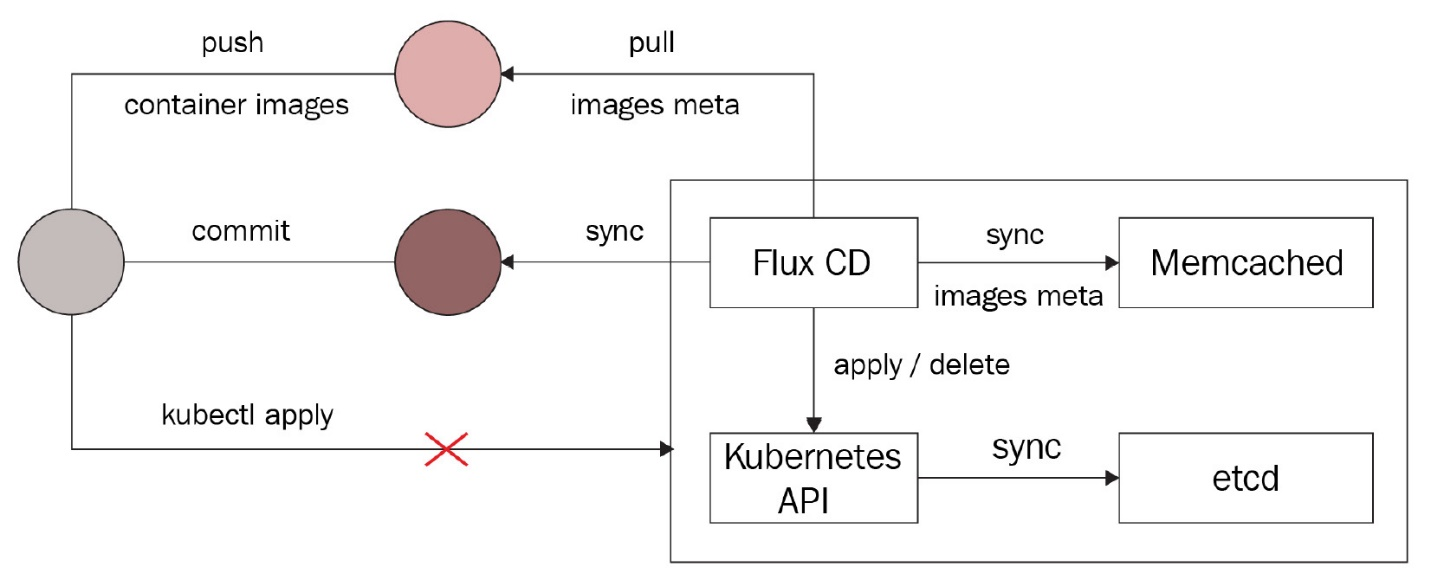 push
pull
container images
images meta
commit
sync
Flux CD
sync
images meta
Memcached
apply / delete
kubectl apply
Kubernetes
API
sync
etcd